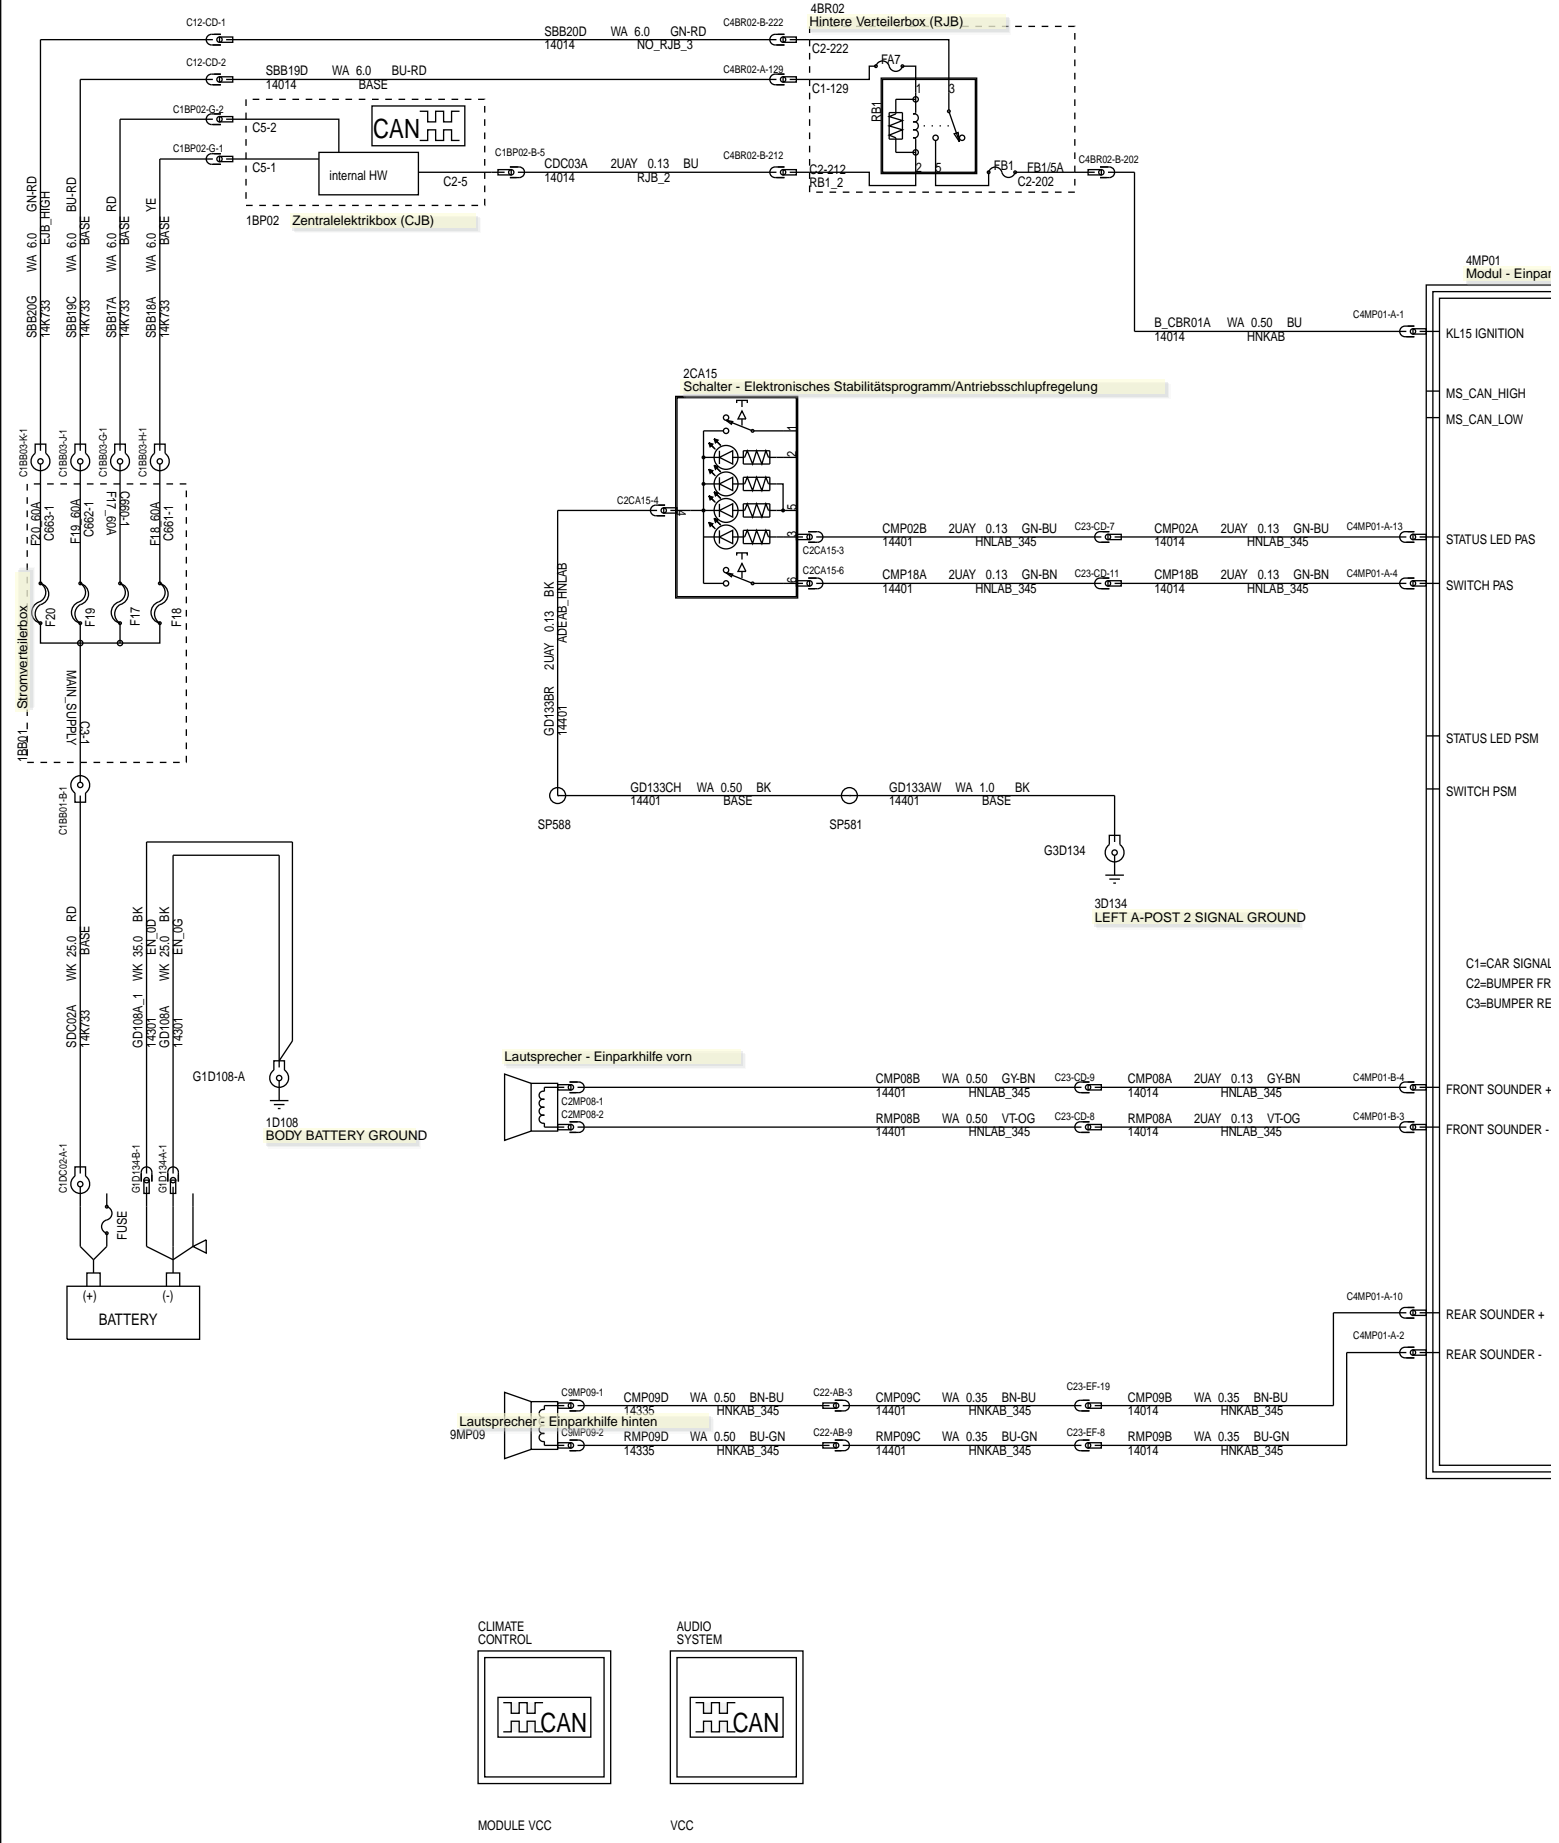 4BR02
Hintere Verteilerbox (RJB)
C12-CD-1
SBB20D WA 6.0 GN-RD
14014 NO_RJB_3
C4BR02-B-222
C2-222
C12-CD-2
SBB19D WA 6.0 BU-RD
14014 BASE
C4BR02-A-129
C1-129
FA7
RB1
1 3
2 5
C1BP02-G-2
C5-2
CAN
C1BP02-G-1
C5-1
internal HW
C2-5
C1BP02-B-5
CDC03A 2UAY 0.13 BU
14014 RJB_2
C4BR02-B-212
C2-212
RB1_2
FB1 FB1/5A
C2-202
C4BR02-B-202
1BP02 Zentralelektrikbox (CJB)
SBB20G WA 6.0 GN-RD
14K733 EJB_HIGH
SBB19C WA 6.0 BU-RD
14K733 BASE
SBB17A WA 6.0 RD
14K733 BASE
SBB18A WA 6.0 YE
14K733 BASE
4MP01
Modul - Einpar
B_CBR01A WA 0.50 BU
14014 HNKAB
C4MP01-A-1
KL15 IGNITION
MS_CAN_HIGH
MS_CAN_LOW
2CA15
Schalter - Elektronisches Stabilitätsprogramm/Antriebsschlupfregelung
1
2
5
3
6
4
C2CA15-4
C2CA15-3
CMP02B 2UAY 0.13 GN-BU
14401 HNLAB_345
C23-CD-7
CMP02A 2UAY 0.13 GN-BU
14014 HNLAB_345
C4MP01-A-13
STATUS LED PAS
C2CA15-6
CMP18A 2UAY 0.13 GN-BN
14401 HNLAB_345
C23-CD-11
CMP18B 2UAY 0.13 GN-BN
14014 HNLAB_345
C4MP01-A-4
SWITCH PAS
C1BB03-K-1
C1BB03-J-1
C1BB03-G-1
C1BB03-H-1
F20_60A
C663-1
F19_60A
C662-1
F17_60A
C660-1
F18_60A
C661-1
F20
F19
F17
F18
1BB01
Stromverteilerbox
MAIN_SUPPLY
C3-1
C1BB01-B-1
GD133BR 2UAY 0.13 BK
14401 ADEAB_HNLAB
STATUS LED PSM
SWITCH PSM
GD133CH WA 0.50 BK
14401 BASE
GD133AW WA 1.0 BK
14401 BASE
SP588
SP581
G3D134
3D134
LEFT A-POST 2 SIGNAL GROUND
SDC02A WK 25.0 RD
14K733 BASE
GD108A_1 WK 35.0 BK
14301 EN_0D
GD108A WK 25.0 BK
14301 EN_0G
C1=CAR SIGNAL
C2=BUMPER FR
C3=BUMPER RE
G1D108-A
1D108
BODY BATTERY GROUND
Lautsprecher - Einparkhilfe vorn
C2MP08-1
C2MP08-2
CMP08B WA 0.50 GY-BN
14401 HNLAB_345
C23-CD-9
CMP08A 2UAY 0.13 GY-BN
14014 HNLAB_345
C4MP01-B-4
FRONT SOUNDER +
RMP08B WA 0.50 VT-OG
14401 HNLAB_345
C23-CD-8
RMP08A 2UAY 0.13 VT-OG
14014 HNLAB_345
C4MP01-B-3
FRONT SOUNDER -
C1DC02-A-1
G1D134-B-1
G1D134-A-1
FUSE
(+) (-)
BATTERY
C4MP01-A-10
REAR SOUNDER +
C4MP01-A-2
REAR SOUNDER -
C9MP09-1
CMP09D WA 0.50 BN-BU
14335 HNKAB_345
C22-AB-3
CMP09C WA 0.35 BN-BU
14401 HNKAB_345
C23-EF-19
CMP09B WA 0.35 BN-BU
14014 HNKAB_345
Lautsprecher - Einparkhilfe hinten
9MP09
C9MP09-2
RMP09D WA 0.50 BU-GN
14335 HNKAB_345
C22-AB-9
RMP09C WA 0.35 BU-GN
14401 HNKAB_345
C23-EF-8
RMP09B WA 0.35 BU-GN
14014 HNKAB_345
CLIMATE
CONTROL
AUDIO
SYSTEM
CAN
CAN
MODULE VCC
VCC